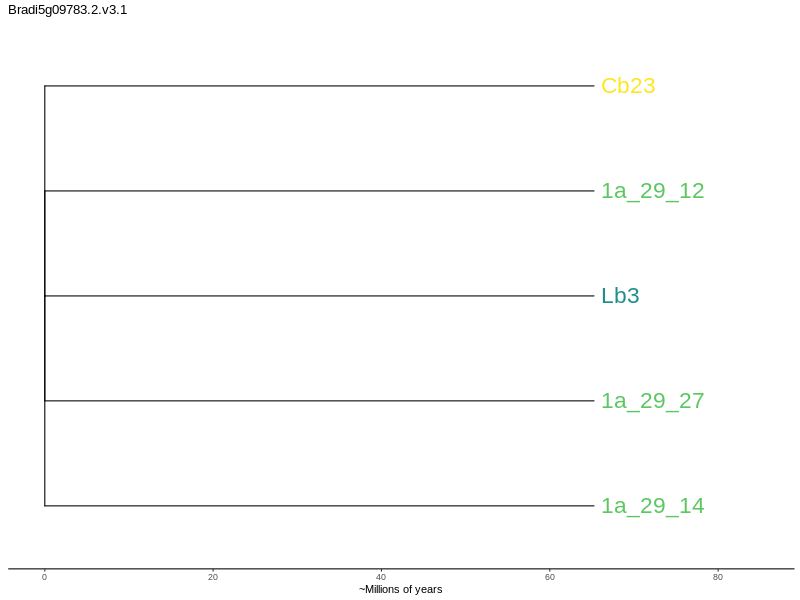 Bradi5g09783.2.v3.1
Cb23
1a_29_12
Lb3
1a_29_27
1a_29_14
0 20 40 60 80
~Millions of years